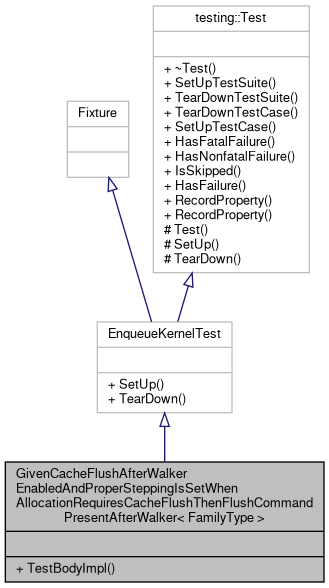 testing::Test
+ ~Test()
+ SetUpTestSuite()
+ TearDownTestSuite()
+ TearDownTestCase()
+ SetUpTestCase()
+ HasFatalFailure()
+ HasNonfatalFailure()
+ IsSkipped()
+ HasFailure()
+ RecordProperty()
+ RecordProperty()
# Test()
# SetUp()
# TearDown()
Fixture
EnqueueKernelTest
+ SetUp()
+ TearDown()
GivenCacheFlushAfterWalker
EnabledAndProperSteppingIsSetWhen
AllocationRequiresCacheFlushThenFlushCommand
PresentAfterWalker< FamilyType >
+ TestBodyImpl()